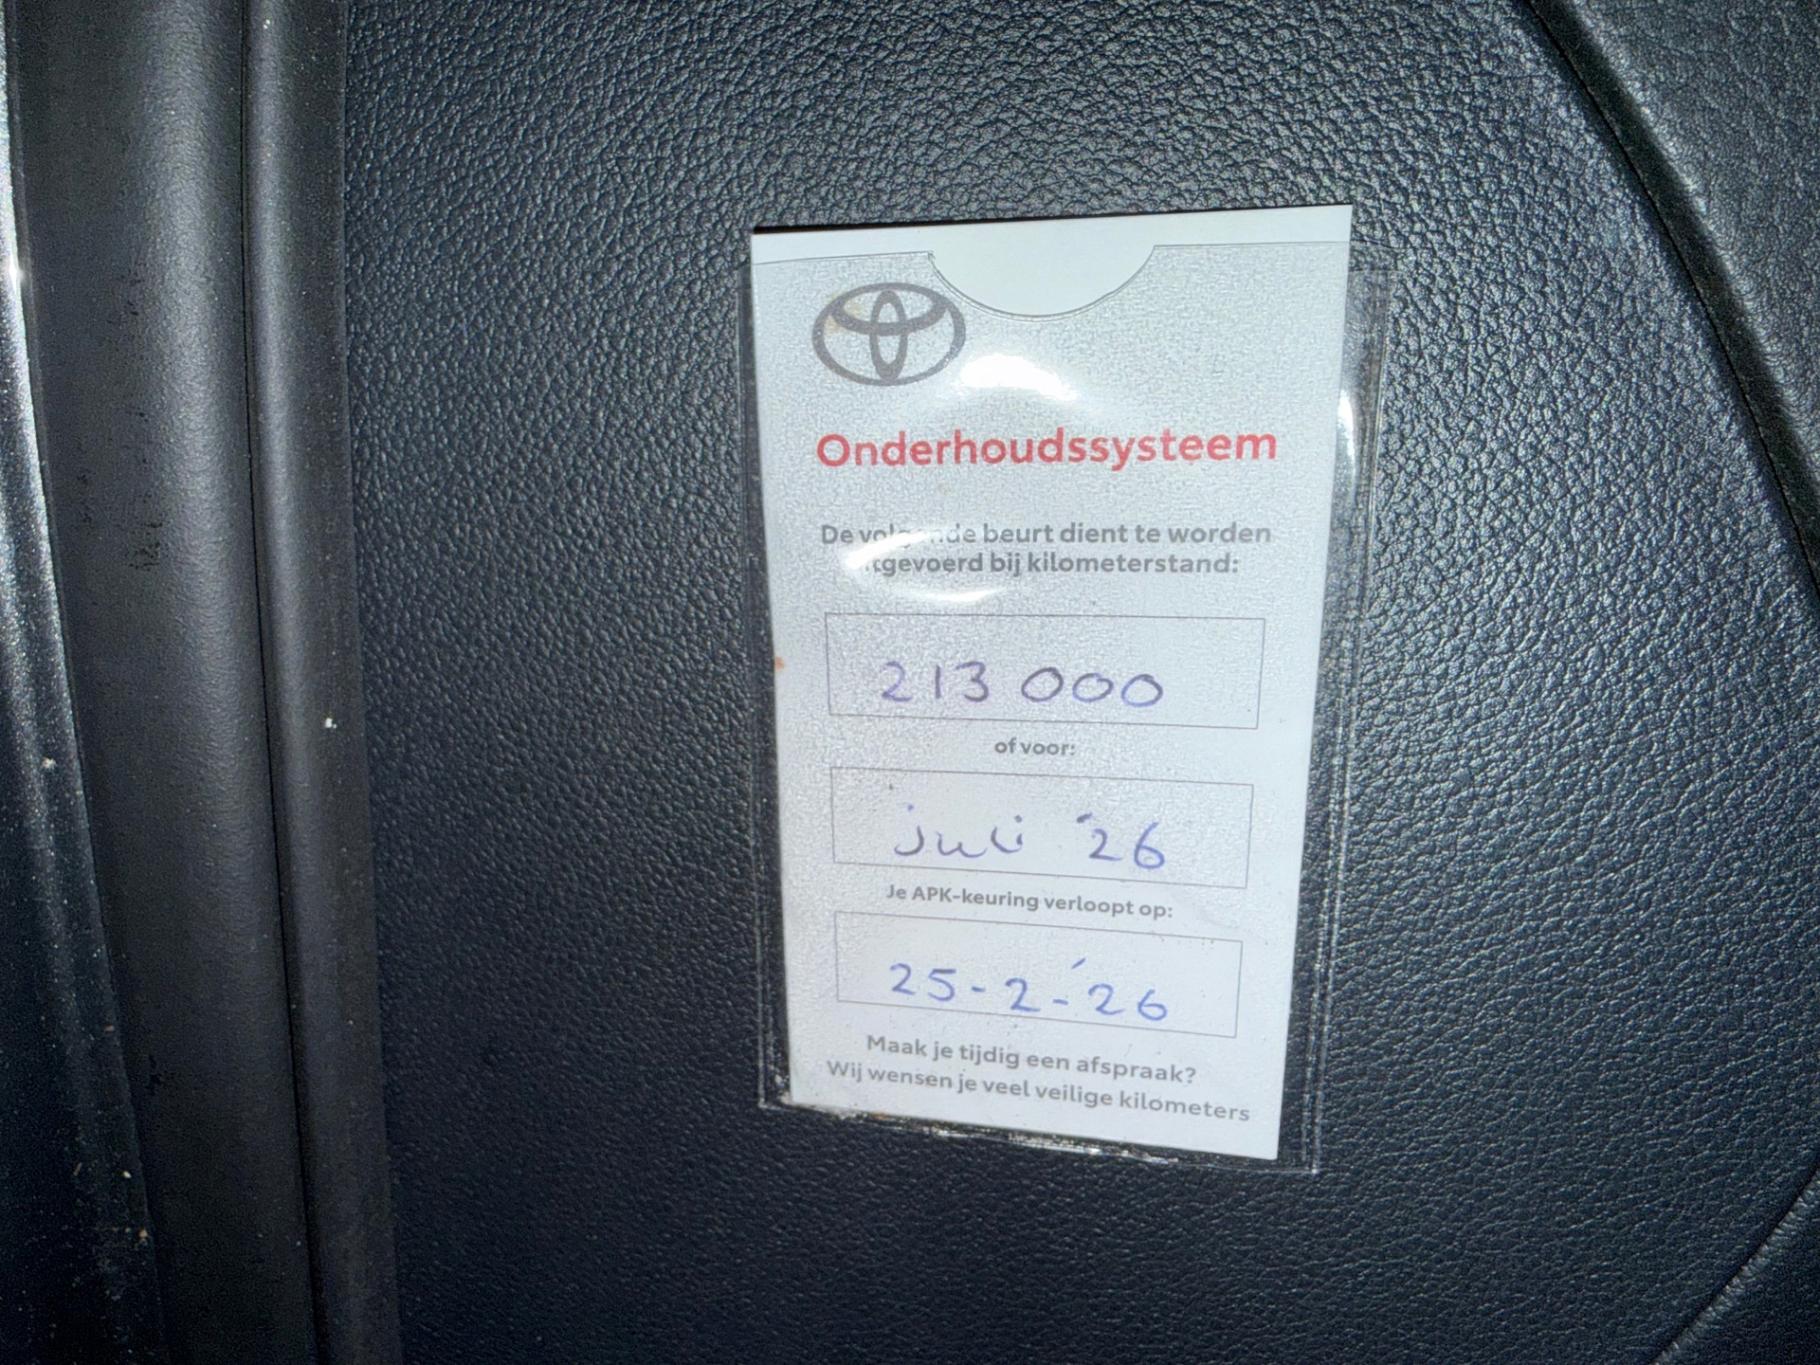 Onderhoudssysteem
De volgende beurt dient te worden
uitgevoerd bij kilometerstand:
213 000
of voor:
juli '26
Je APK-keuring verloopt op:
25-2-'26
Maak je tijdig een afspraak?
Wij wensen je veel veilige kilometers